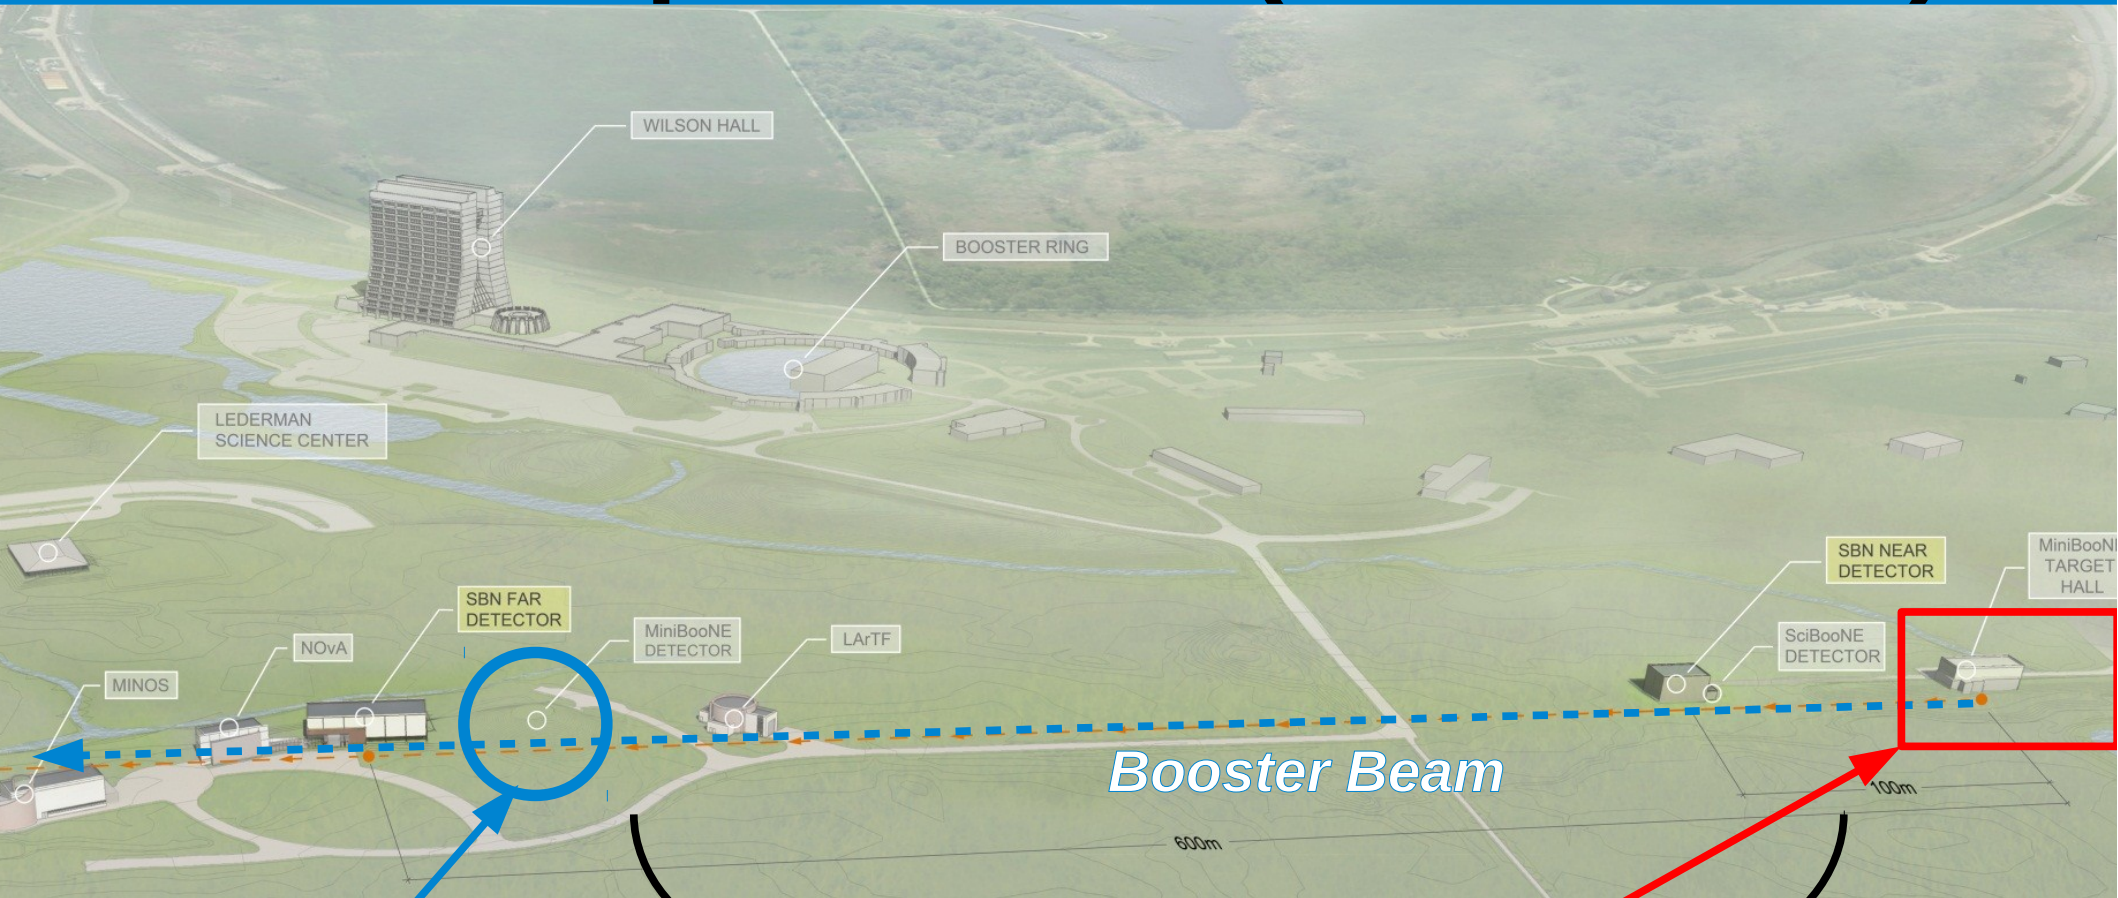 WILSON HALL
BOOSTER RING
LEDERMAN
SCIENCE CENTER
SBN NEAR
DETECTOR
MiniBooNE
TARGET
HALL
SBN FAR
DETECTOR
MiniBooNE
DETECTOR
LArTF
SciBooNE
DETECTOR
NOvA
MINOS
Booster Beam
100m
600m